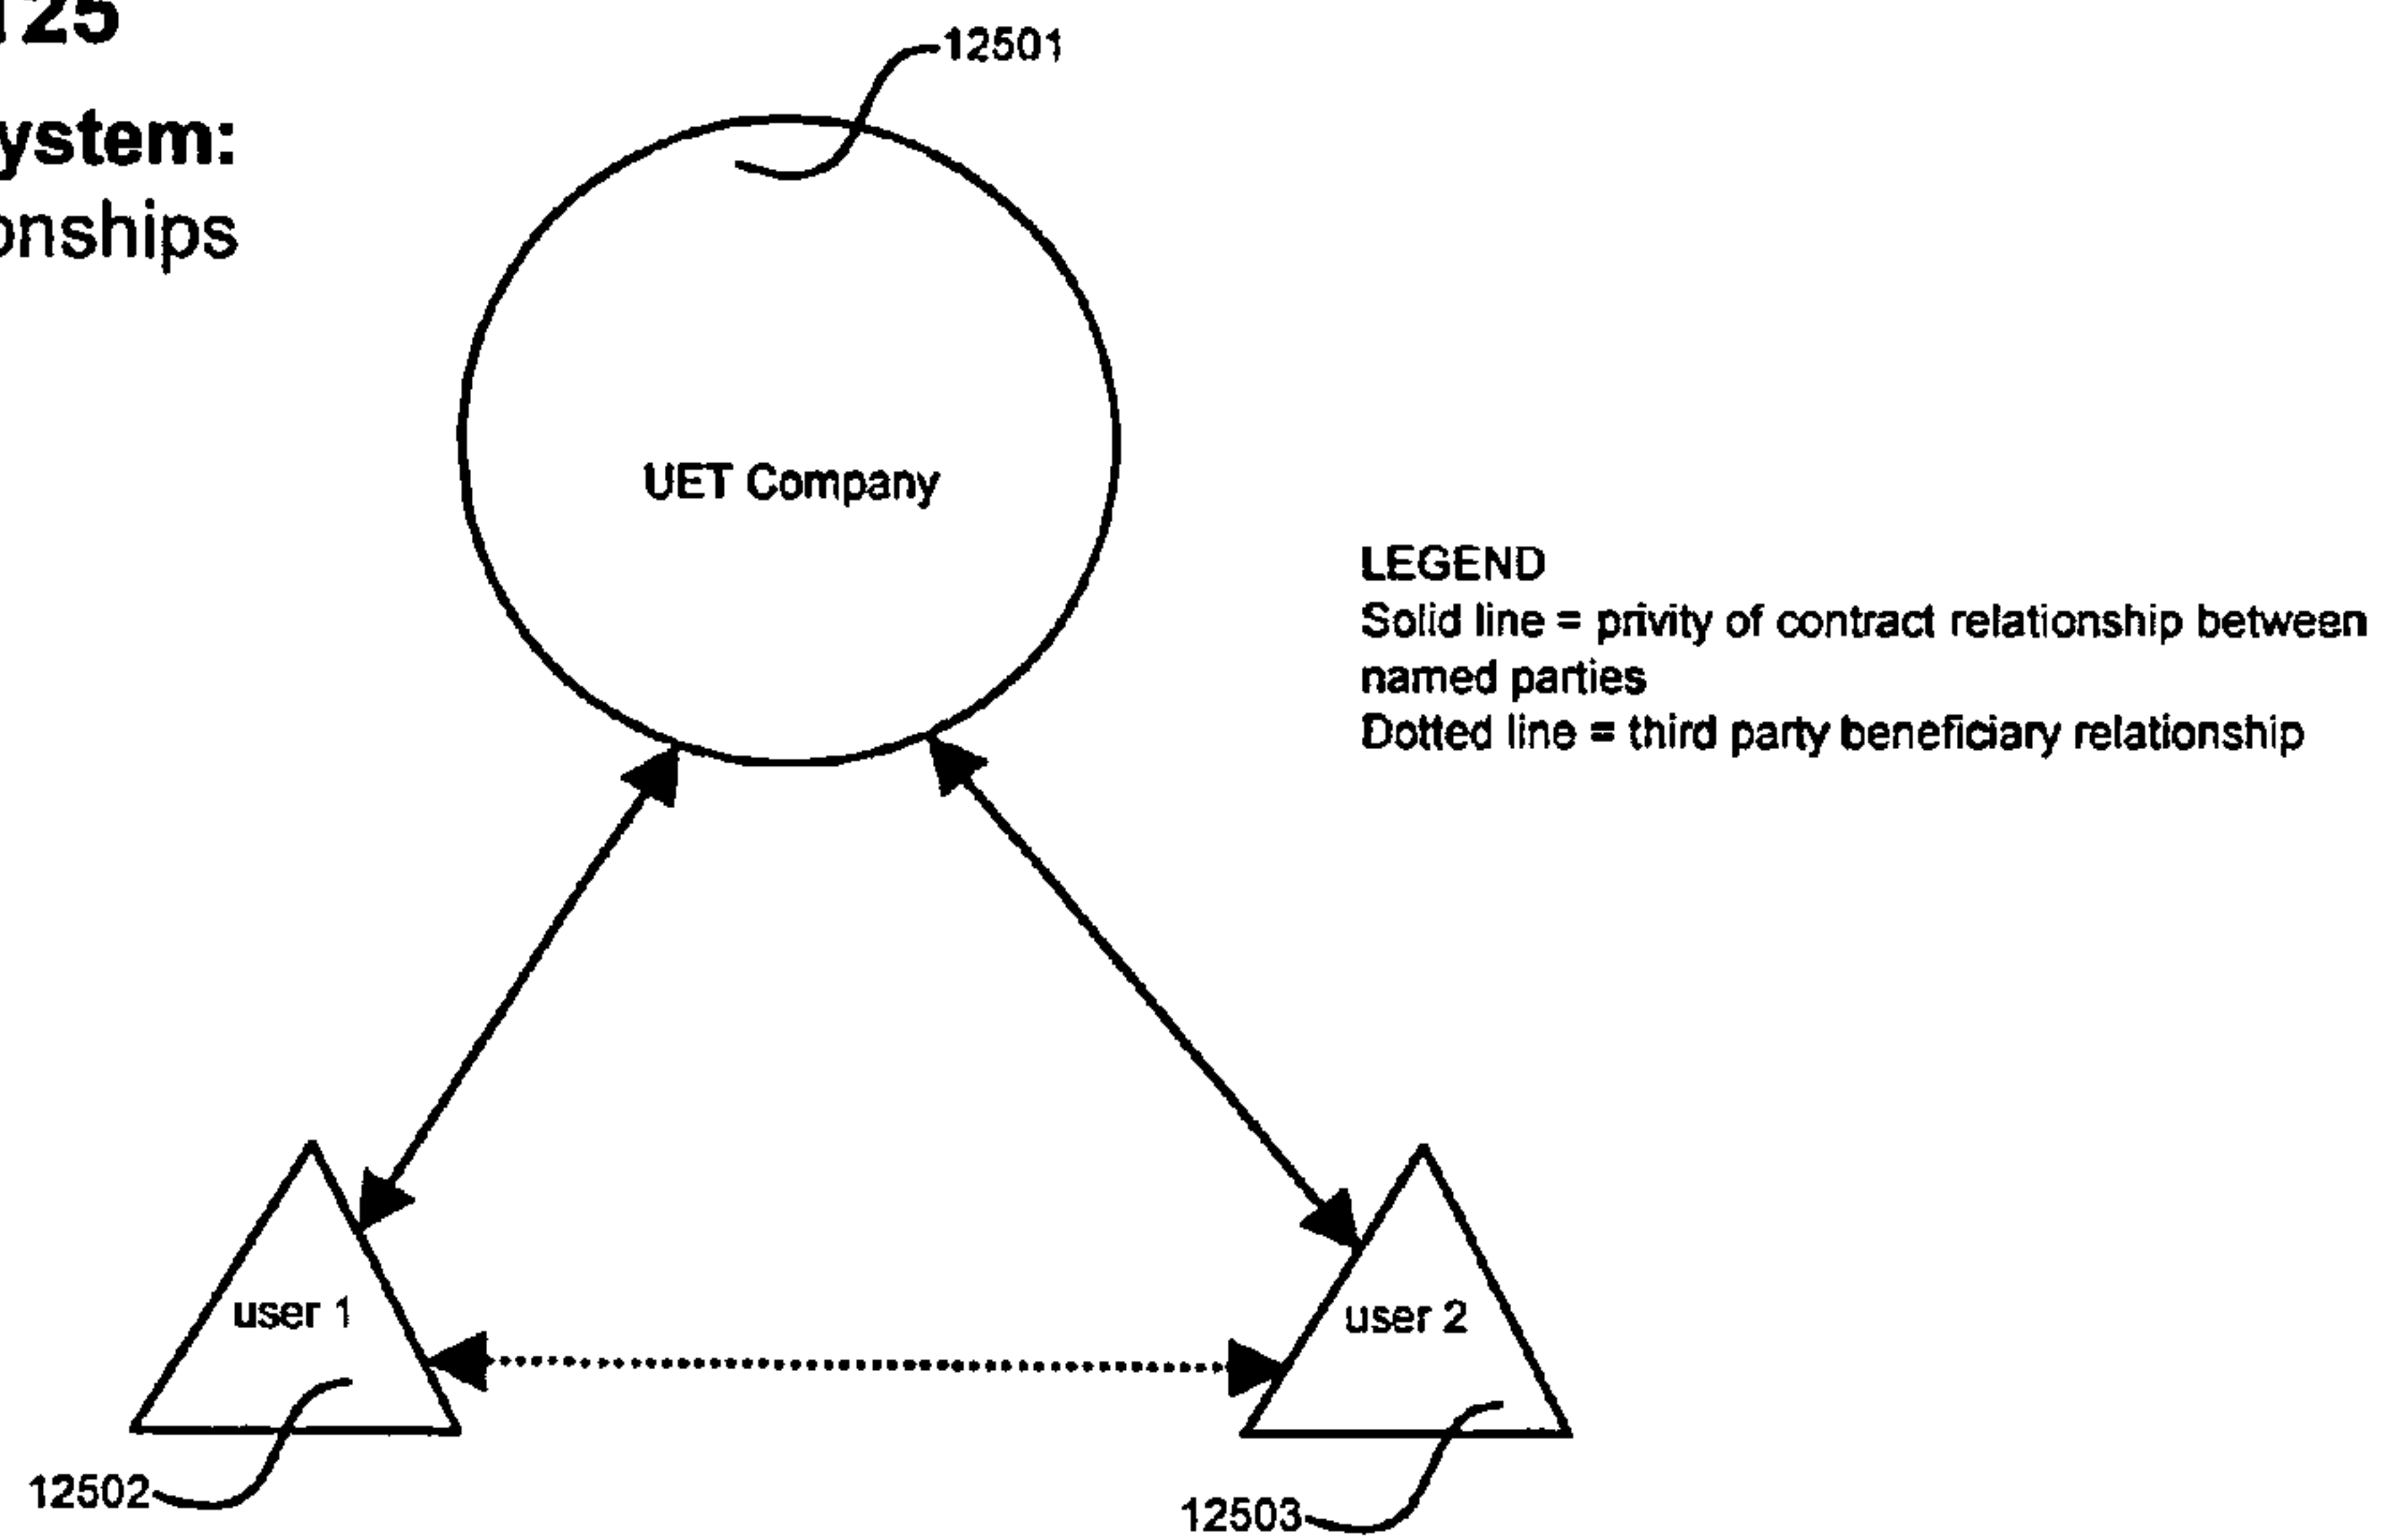 125
ystem:
onships
12501
UET Company
LEGEND
Solid line = privity of contract relationship between
named parties
Dotted line = third party beneficiary relationship
user 1
user 2
12502
12503